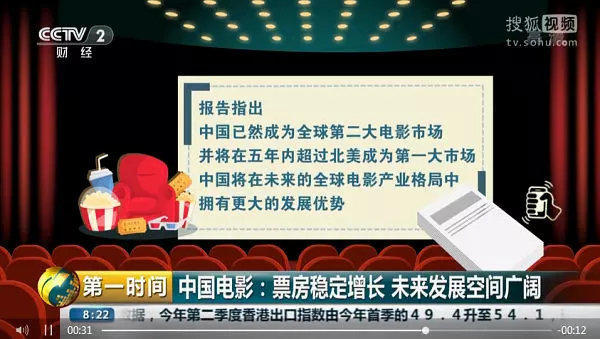 CCTV 2
财经
搜狐视频
tv.sohu.com
报告指出
中国已然成为全球第二大电影市场
并将在五年内超过北美成为第一大市场
中国将在未来的全球电影产业格局中
拥有更大的发展优势
第一时间
中国电影：票房稳定增长 未来发展空间广阔
8:22
数据，今年第二季度香港出口指数由今年首季的49.4升至54.1，
00:31
-00:12